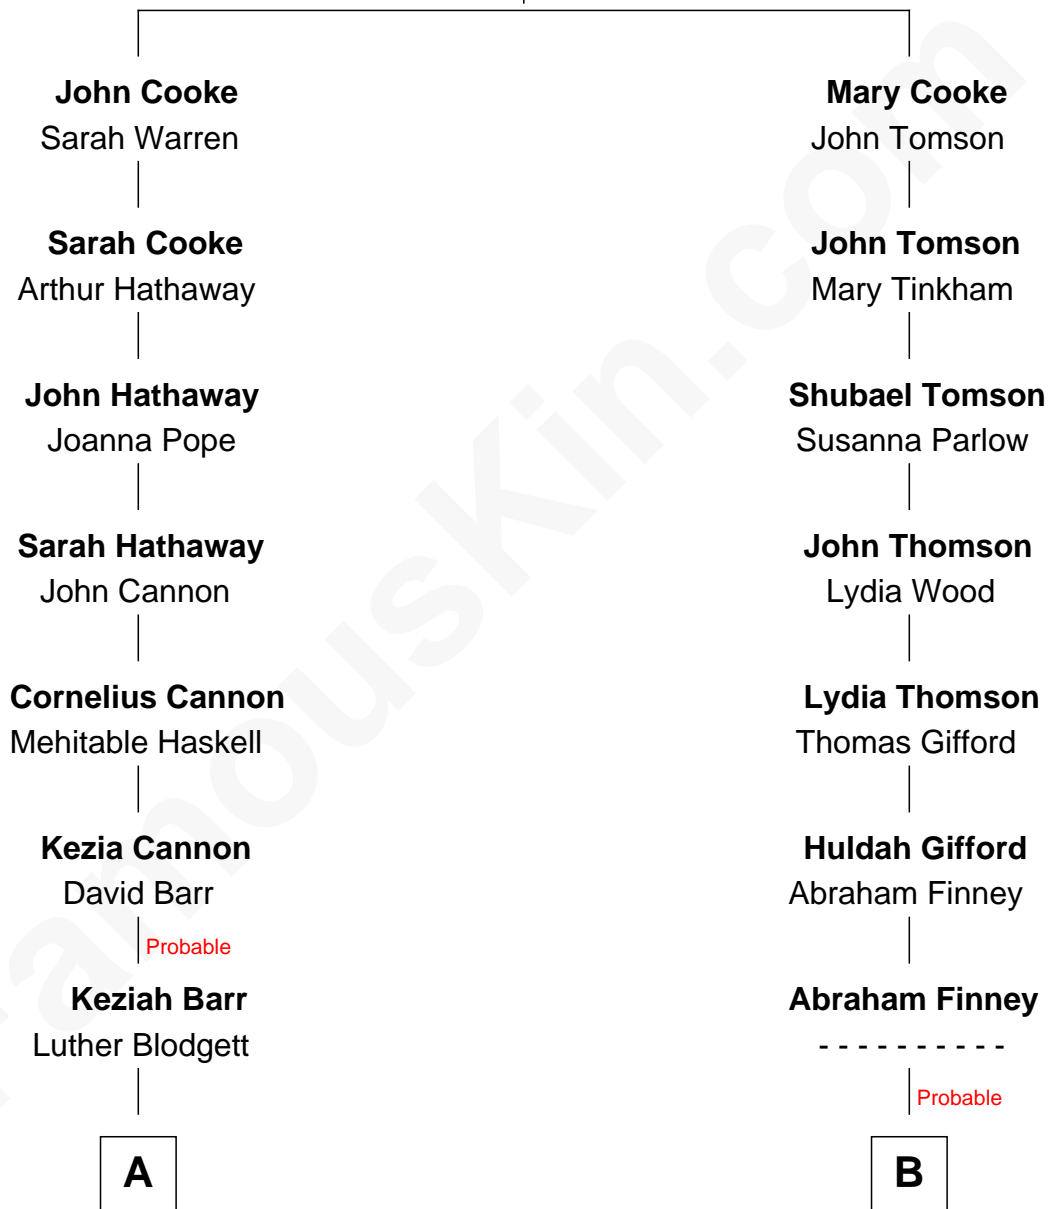 John Cooke
Sarah Warren
Sarah Cooke
Arthur Hathaway
John Hathaway
Joanna Pope
Sarah Hathaway
John Cannon
Cornelius Cannon
Mehitable Haskell
Kezia Cannon
David Barr
Probable
Keziah Barr
Luther Blodgett
A
Mary Cooke
John Tomson
John Tomson
Mary Tinkham
Shubael Tomson
Susanna Parlow
John Thomson
Lydia Wood
Lydia Thomson
Thomas Gifford
Huldah Gifford
Abraham Finney
Abraham Finney
- - - - - - - - - -
Probable
B
FamousKin.com